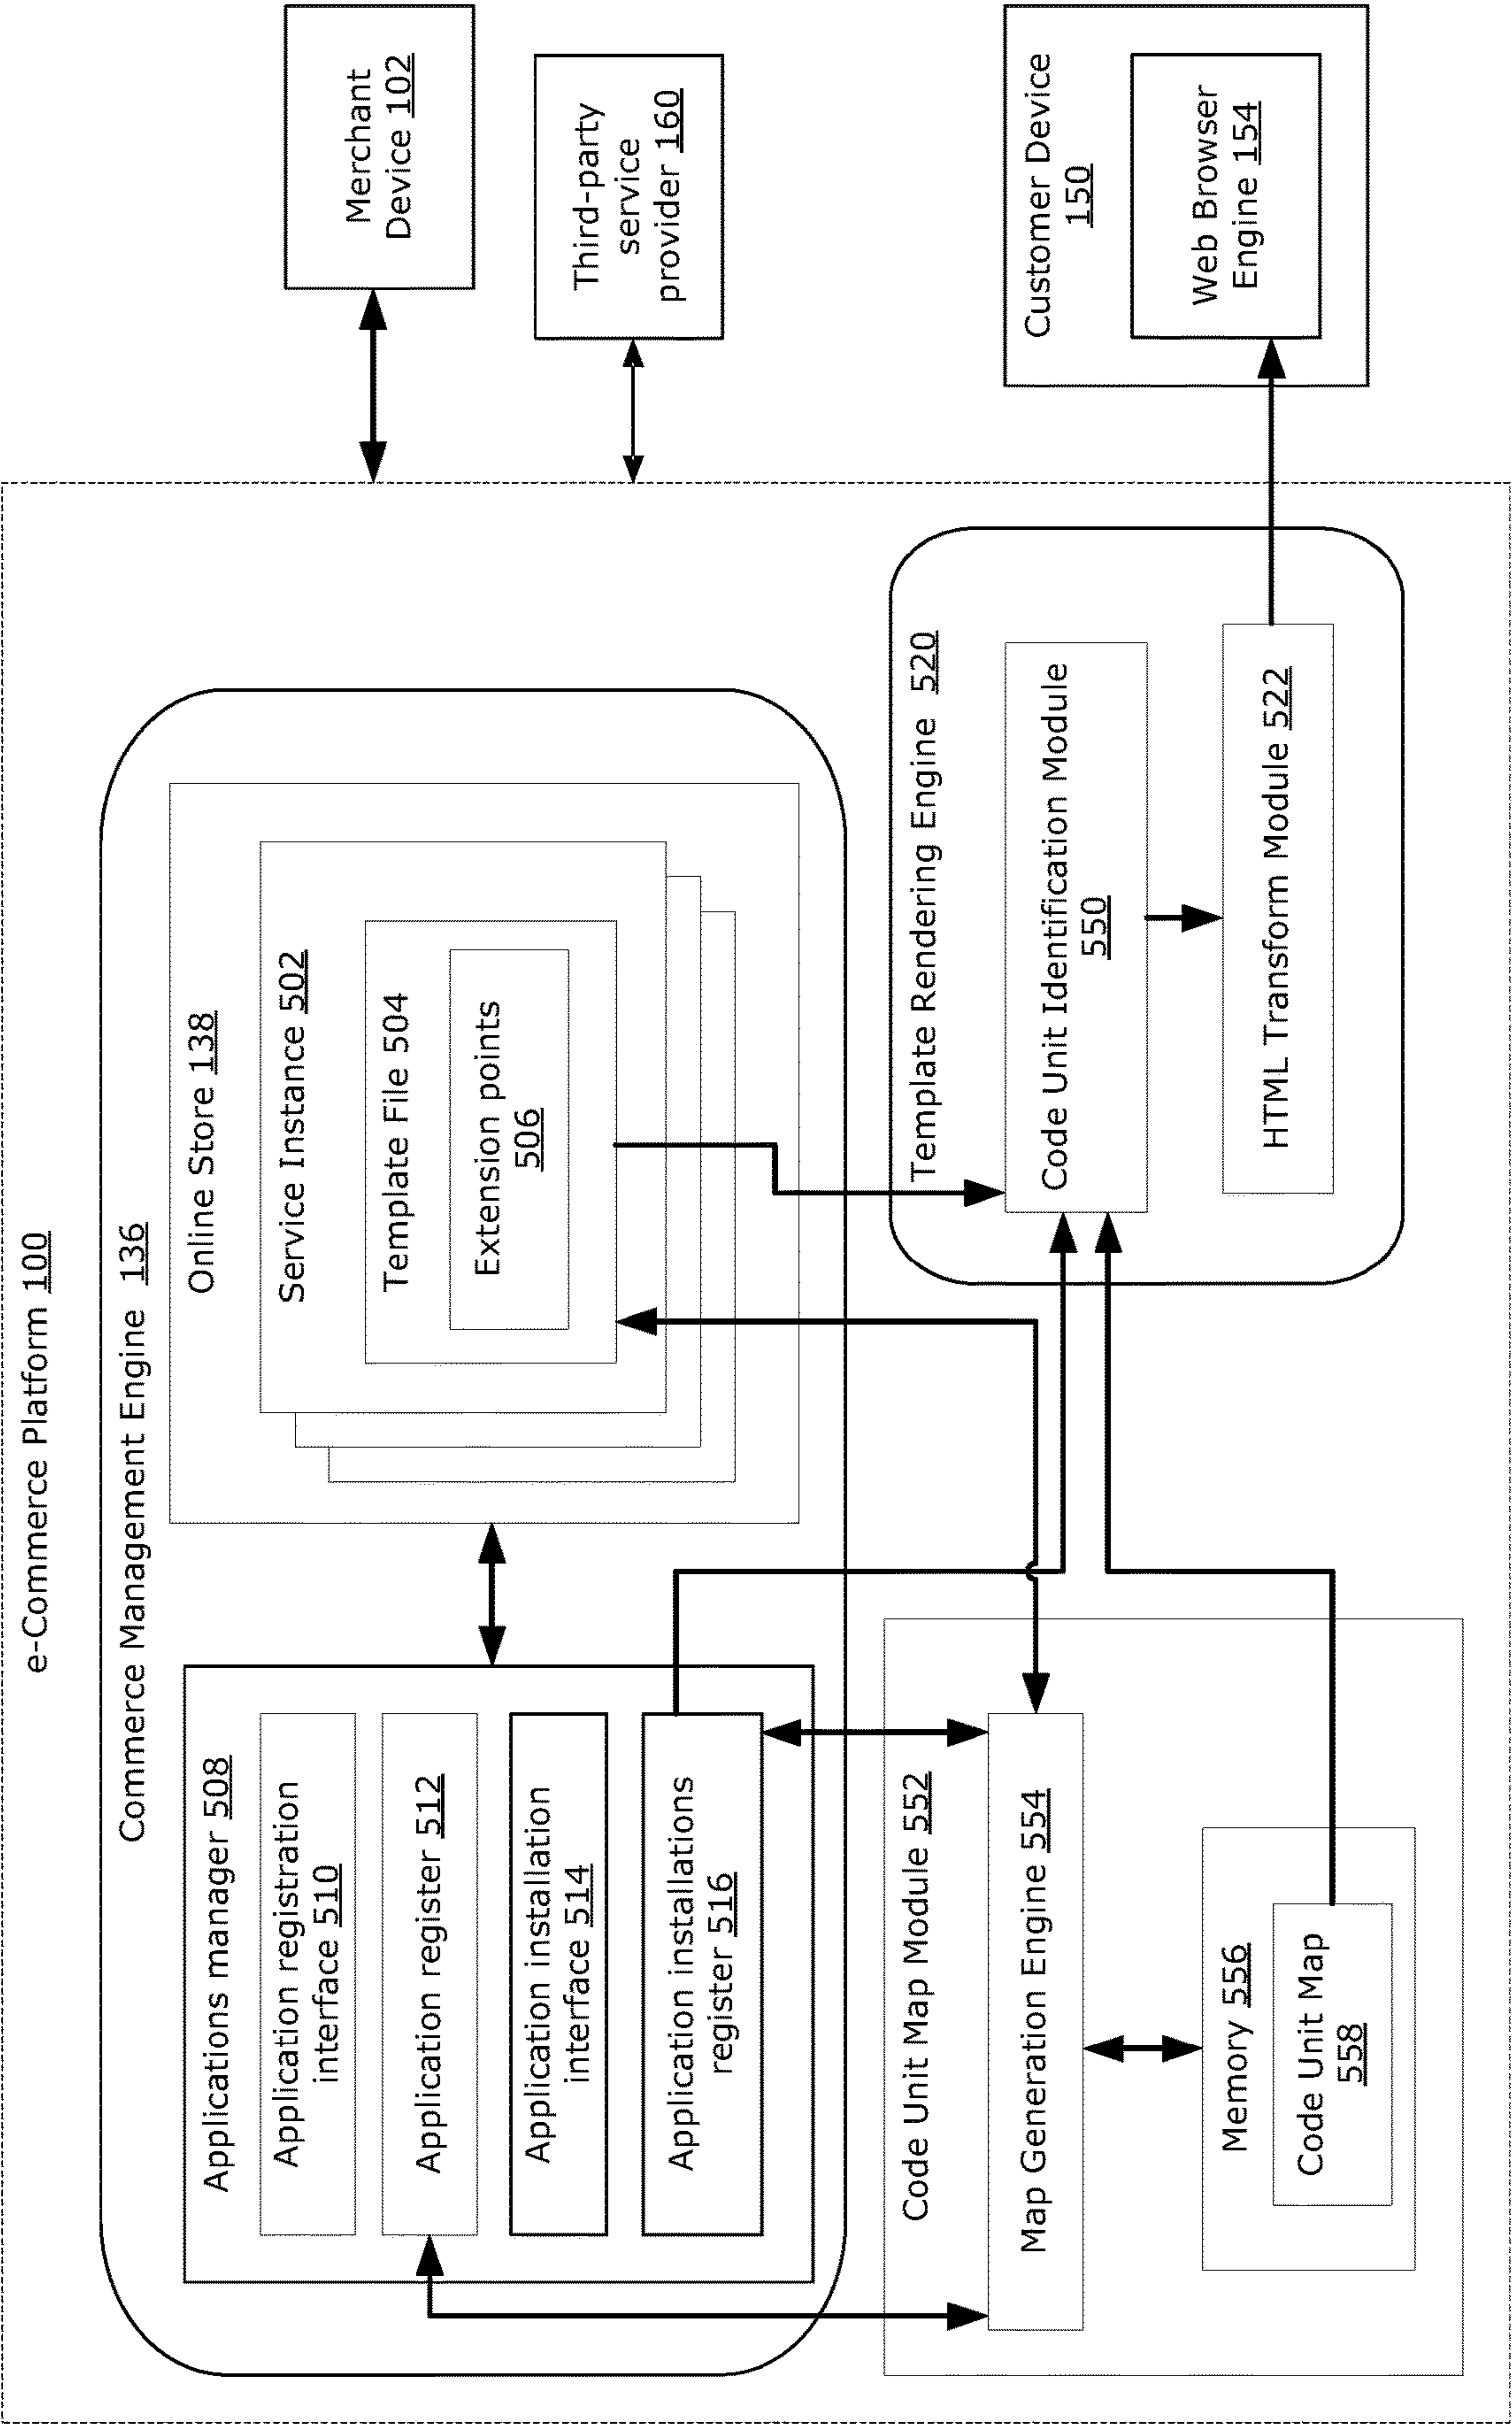 e-Commerce Platform 100
Commerce Management Engine 136
Applications manager 508
Application registration
interface 510
Application register 512
Application installation
interface 514
Application installations
register 516
Online Store 138
Service Instance 502
Template File 504
Extension points
506
Merchant
Device 102
Third-party
service
provider 160
Code Unit Map Module 552
Map Generation Engine 554
Memory 556
Code Unit Map
558
Template Rendering Engine 520
Code Unit Identification Module
550
HTML Transform Module 522
Customer Device
150
Web Browser
Engine 154